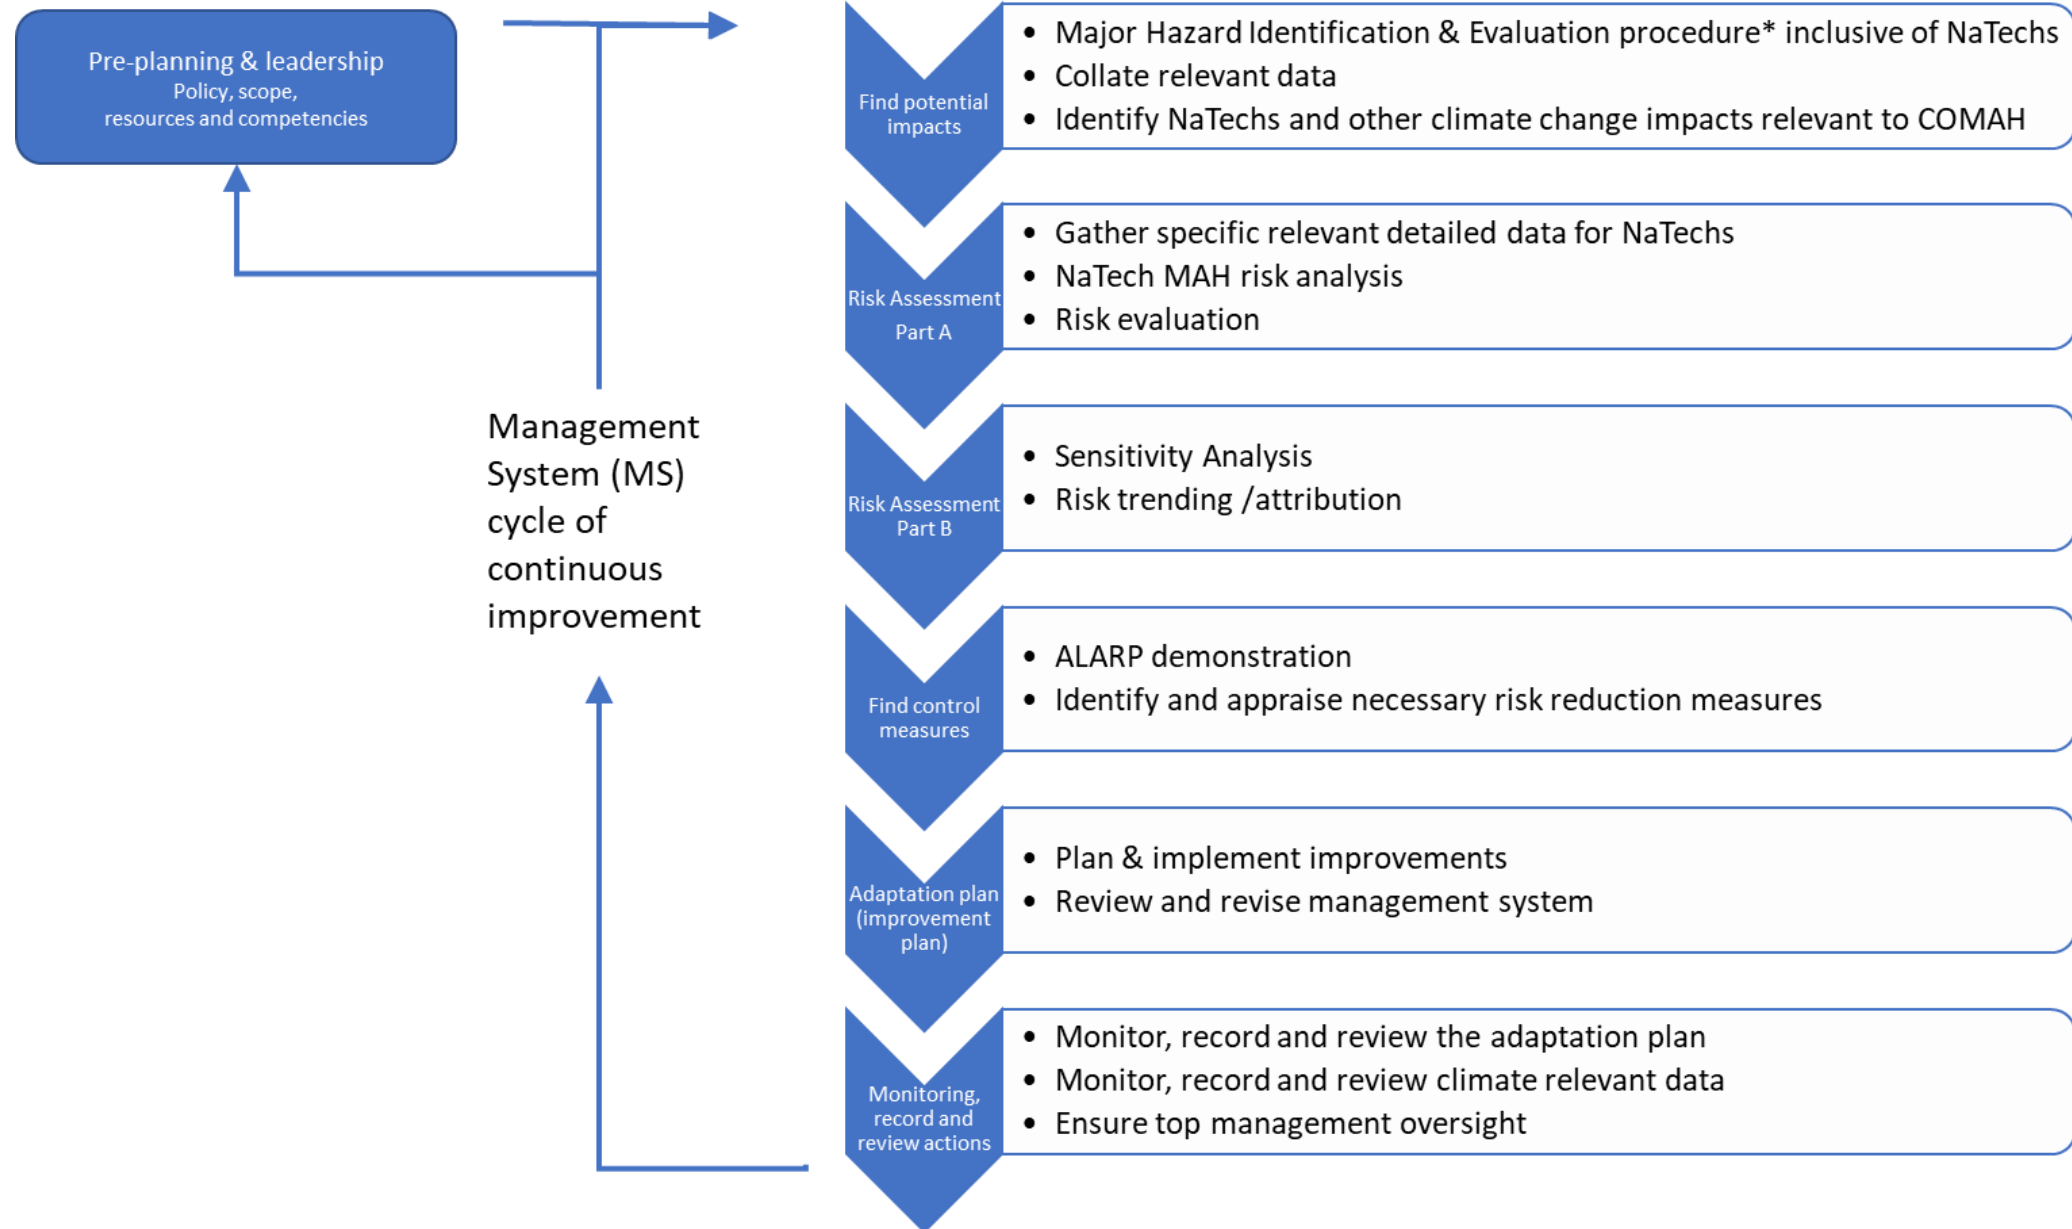 Pre-planning & leadership
Policy, scope,
resources and competencies
Management
System (MS)
cycle of
continuous
improvement
Find potential
impacts
• Major Hazard Identification & Evaluation procedure* inclusive of NaTechs
• Collate relevant data
• Identify NaTechs and other climate change impacts relevant to COMAH
Risk Assessment
Part A
• Gather specific relevant detailed data for NaTechs
• NaTech MAH risk analysis
• Risk evaluation
Risk Assessment
Part B
• Sensitivity Analysis
• Risk trending /attribution
Find control
measures
• ALARP demonstration
• Identify and appraise necessary risk reduction measures
Adaptation plan
(improvement
plan)
• Plan & implement improvements
• Review and revise management system
Monitoring,
record and
review actions
• Monitor, record and review the adaptation plan
• Monitor, record and review climate relevant data
• Ensure top management oversight